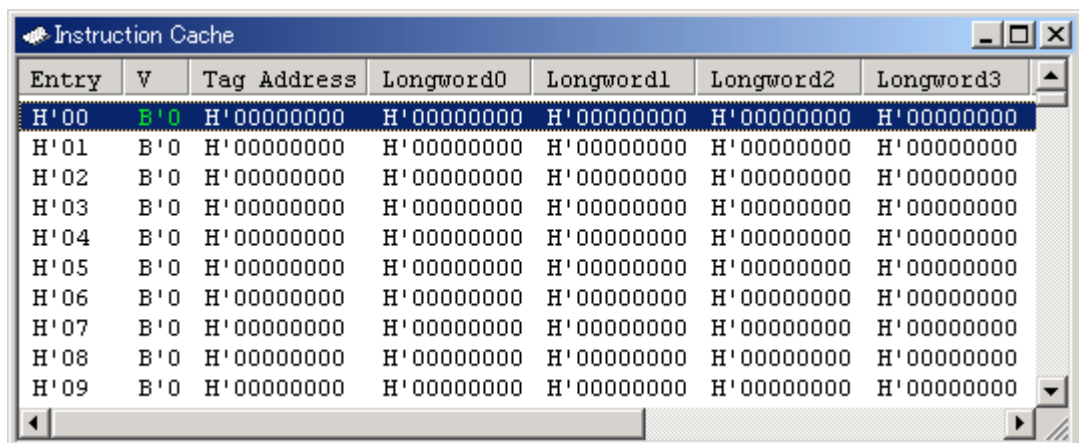 Instruction Cache
Entry V Tag Address Longword0 Longword1 Longword2 Longword3
H'00 B'0 H'00000000 H'00000000 H'00000000 H'00000000 H'00000000
H'01 B'0 H'00000000 H'00000000 H'00000000 H'00000000 H'00000000
H'02 B'0 H'00000000 H'00000000 H'00000000 H'00000000 H'00000000
H'03 B'0 H'00000000 H'00000000 H'00000000 H'00000000 H'00000000
H'04 B'0 H'00000000 H'00000000 H'00000000 H'00000000 H'00000000
H'05 B'0 H'00000000 H'00000000 H'00000000 H'00000000 H'00000000
H'06 B'0 H'00000000 H'00000000 H'00000000 H'00000000 H'00000000
H'07 B'0 H'00000000 H'00000000 H'00000000 H'00000000 H'00000000
H'08 B'0 H'00000000 H'00000000 H'00000000 H'00000000 H'00000000
H'09 B'0 H'00000000 H'00000000 H'00000000 H'00000000 H'00000000